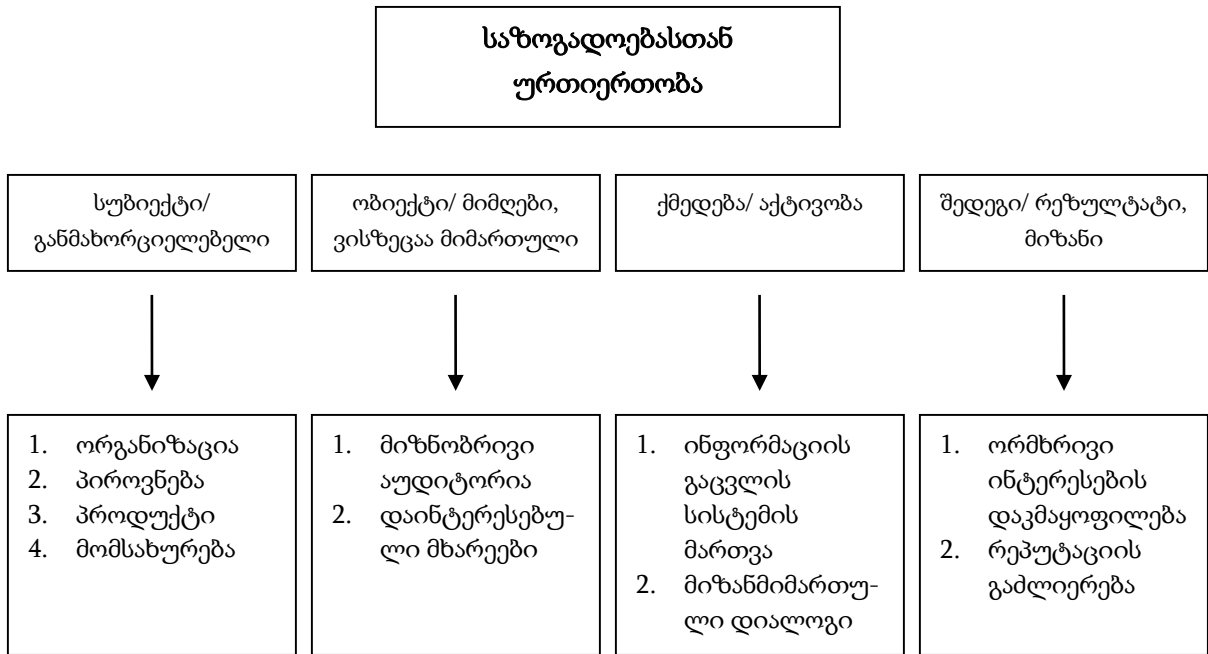 საზოგადოებასთან
ურთიერთობა
სუბიექტი/
განმახორციელებელი
ობიექტი/ მიმღები,
ვისზეცაა მიმართული
ქმედება/ აქტივობა
შედეგი/ რეზულტატი,
მიზანი
1. ორგანიზაცია
2. პიროვნება
3. პროდუქტი
4. მომსახურება
1. მიზნობრივი
აუდიტორია
2. დაინტერესებუ-
ლი მხარეები
1. ინფორმაციის
გაცვლის
სისტემის
მართვა
2. მიზანმიმართუ-
ლი დიალოგი
1. ორმხრივი
ინტერესების
დაკმაყოფილება
2. რეპუტაციის
გაძლიერება